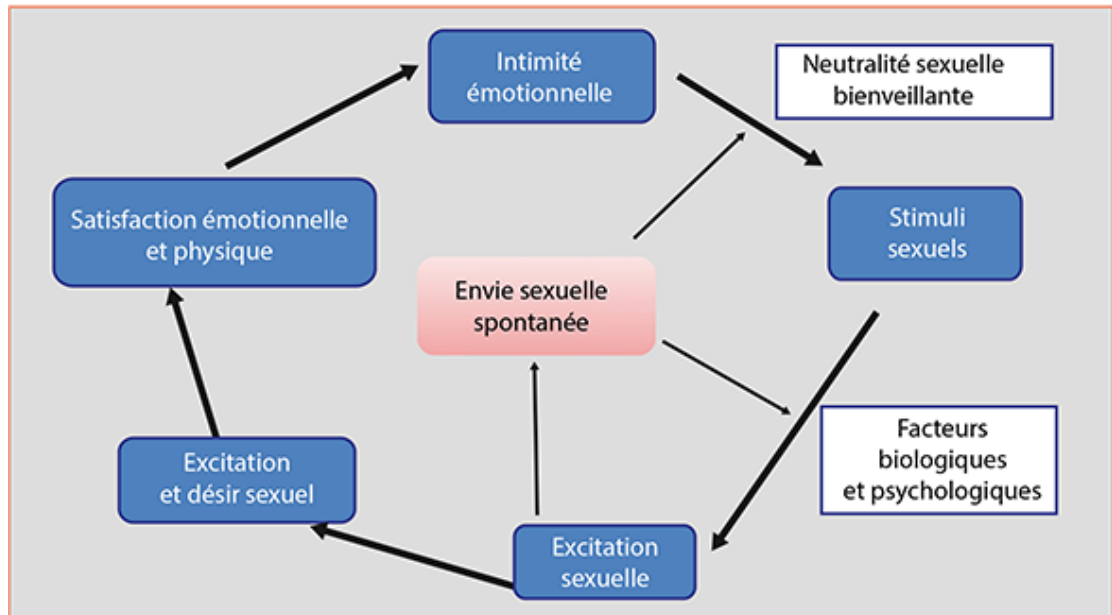 Intimité
émotionnelle
Neutralité sexuelle
bienveillante
Satisfaction émotionnelle
et physique
Stimuli
sexuels
Envie sexuelle
spontanée
Excitation
et désir sexuel
Facteurs
biologiques
et psychologiques
Excitation
sexuelle